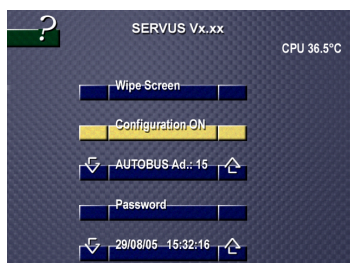 ?
SERVUS Vx.xx
CPU 36.5°C
Wipe Screen
Configuration ON
AUTOBUS Ad.: 15
Password
29/08/05 15:32:16